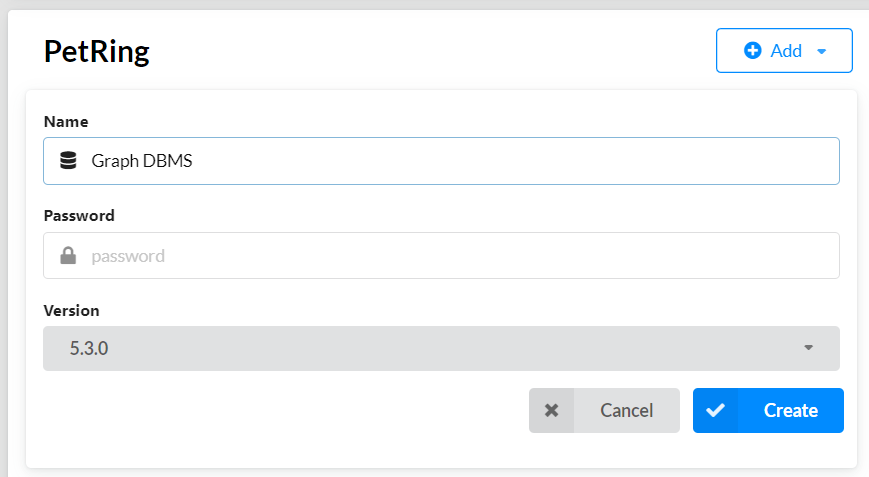 PetRing
Add
Name
Graph DBMS
Password
password
Version
5.3.0
Cancel
Create